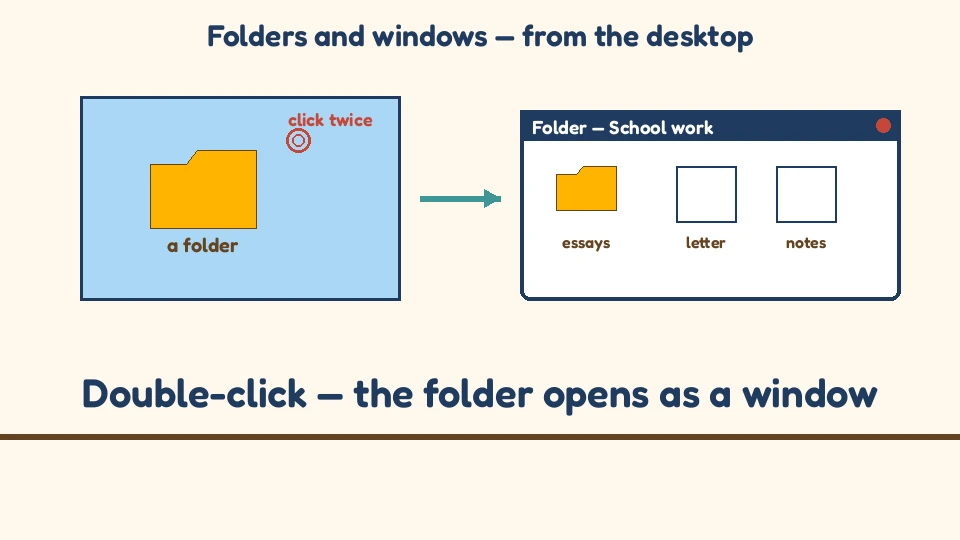 Folders and windows — from the desktop
click twice
a folder
Folder — School work
essays
letter
notes
Double-click — the folder opens as a window